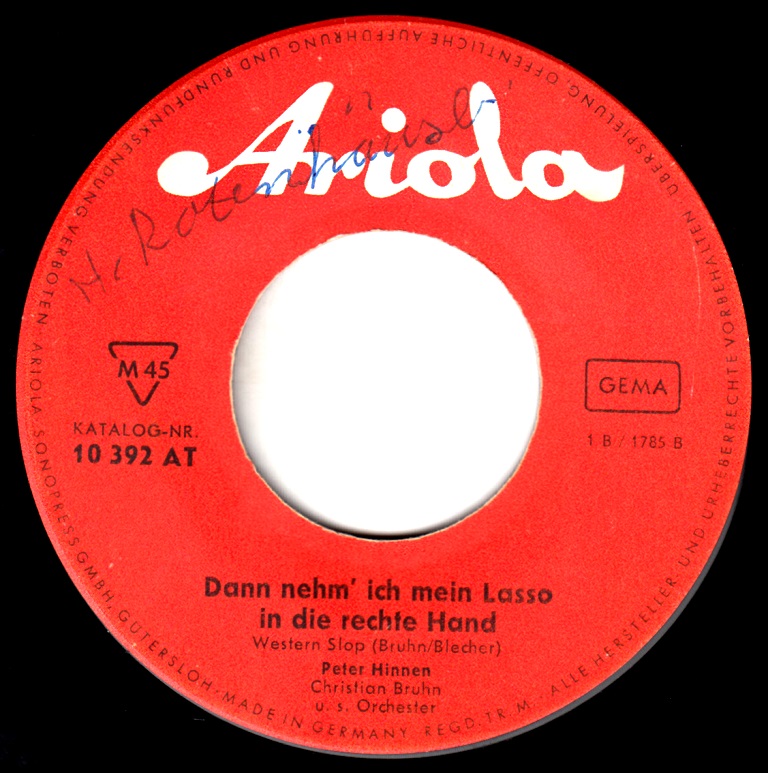 Ariola
H. Rotenhäusl
M 45
KATALOG-NR.
10 392 AT
GEMA
1 B / 1785 B
Dann nehm' ich mein Lasso
in die rechte Hand
Western Slop (Bruhn/Blecher)
Peter Hinnen
Christian Bruhn
u. s. Orchester
ARIOLA-SONOPRESS GMBH, GÜTERSLOH · MADE IN GERMANY REGD. TR. M. · ALLE HERSTELLER- UND URHEBERRECHTE VORBEHALTEN. ÜBERSPIELUNG, ÖFFENTLICHE AUFFÜHRUNG UND RUNDFUNKSENDUNG VERBOTEN